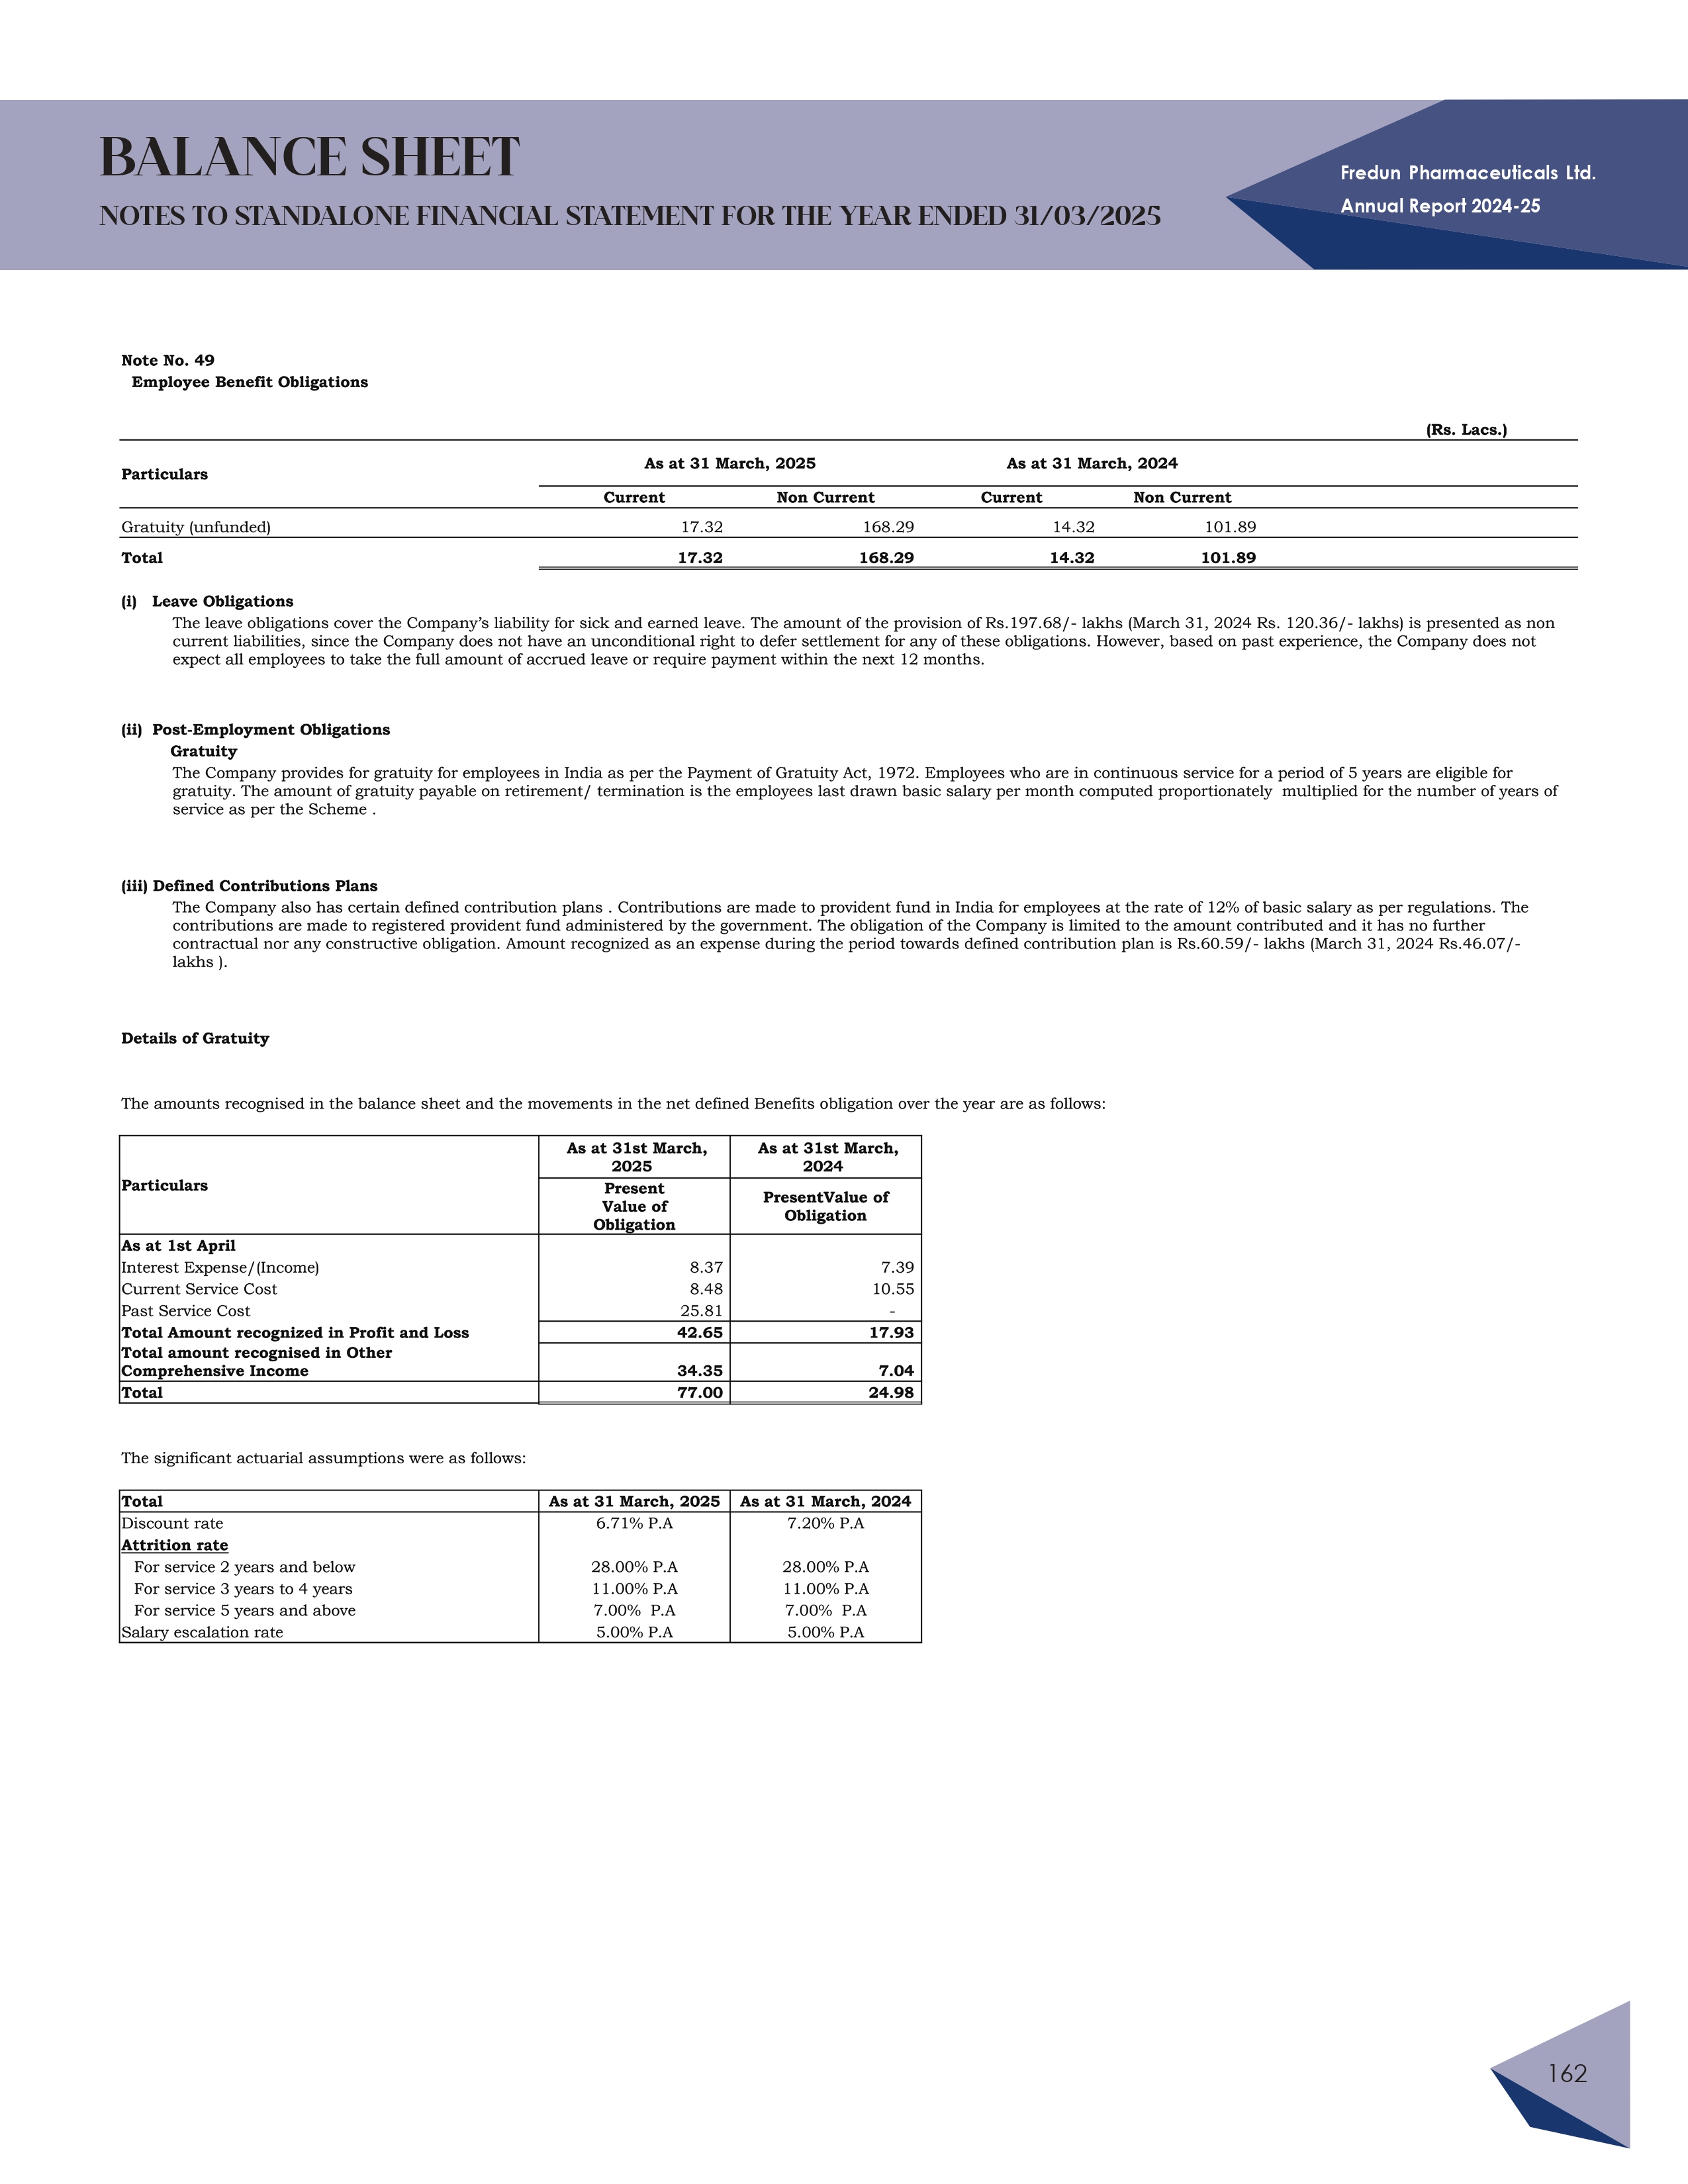 BALANCE SHEET
NOTES TO STANDALONE FINANCIAL STATEMENT FOR THE YEAR ENDED 31/03/2025
Fredun Pharmaceuticals Ltd.
Annual Report 2024-25
Note No. 49
Employee Benefit Obligations
(Rs. Lacs.)
Particulars As at 31 March, 2025 As at 31 March, 2024
Current Non Current Current Non Current
Gratuity (unfunded) 17.32 168.29 14.32 101.89
Total 17.32 168.29 14.32 101.89
(i) Leave Obligations
The leave obligations cover the Company's liability for sick and earned leave. The amount of the provision of Rs.197.68/- lakhs (March 31, 2024 Rs. 120.36/- lakhs) is presented as non
current liabilities, since the Company does not have an unconditional right to defer settlement for any of these obligations. However, based on past experience, the Company does not
expect all employees to take the full amount of accrued leave or require payment within the next 12 months.
(ii) Post-Employment Obligations
Gratuity
The Company provides for gratuity for employees in India as per the Payment of Gratuity Act, 1972. Employees who are in continuous service for a period of 5 years are eligible for
gratuity. The amount of gratuity payable on retirement/ termination is the employees last drawn basic salary per month computed proportionately  multiplied for the number of years of
service as per the Scheme .
(iii) Defined Contributions Plans
The Company also has certain defined contribution plans . Contributions are made to provident fund in India for employees at the rate of 12% of basic salary as per regulations. The
contributions are made to registered provident fund administered by the government. The obligation of the Company is limited to the amount contributed and it has no further
contractual nor any constructive obligation. Amount recognized as an expense during the period towards defined contribution plan is Rs.60.59/- lakhs (March 31, 2024 Rs.46.07/-
lakhs ).
Details of Gratuity
The amounts recognised in the balance sheet and the movements in the net defined Benefits obligation over the year are as follows:
As at 31st March, As at 31st March,
2025 2024
Particulars
Present
Value of
Obligation
PresentValue of
Obligation
As at 1st April
Interest Expense/(Income) 8.37 7.39
Current Service Cost 8.48 10.55
Past Service Cost 25.81 -
Total Amount recognized in Profit and Loss 42.65 17.93
Total amount recognised in Other
Comprehensive Income 34.35 7.04
Total 77.00 24.98
The significant actuarial assumptions were as follows:
Total As at 31 March, 2025 As at 31 March, 2024
Discount rate 6.71% P.A 7.20% P.A
Attrition rate
For service 2 years and below 28.00% P.A 28.00% P.A
For service 3 years to 4 years 11.00% P.A 11.00% P.A
For service 5 years and above 7.00%  P.A 7.00%  P.A
Salary escalation rate 5.00% P.A 5.00% P.A
162